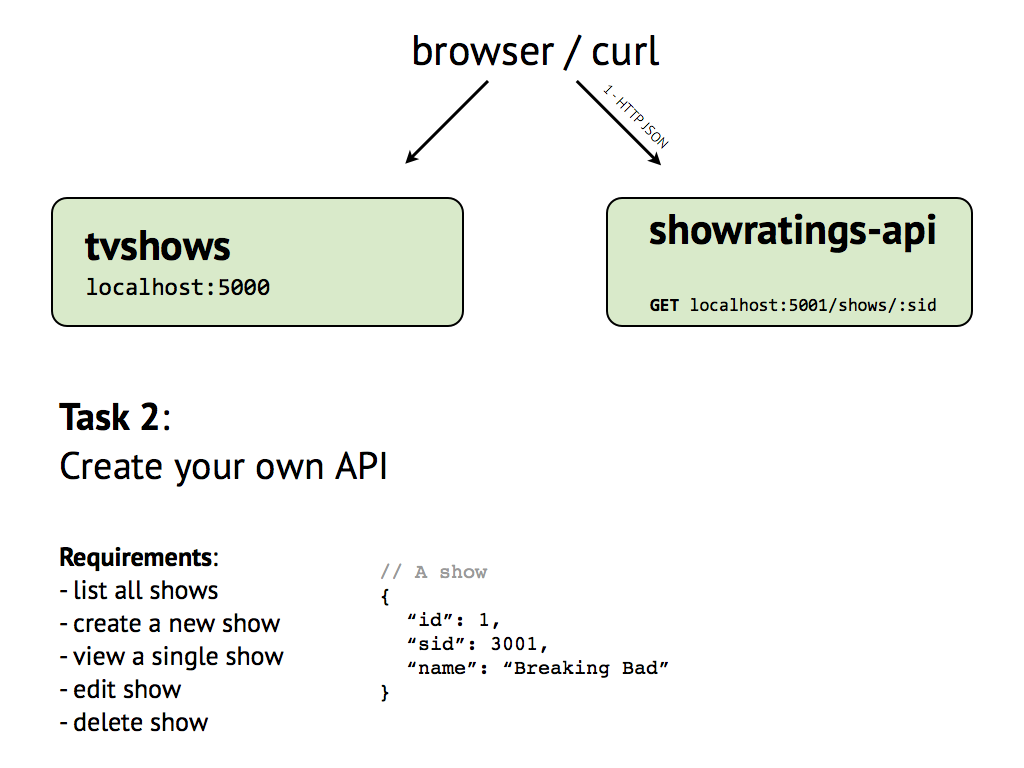 browser / curl
1 - HTTP JSON
tvshows
localhost:5000
showratings-api
GET localhost:5001/shows/:sid
Task 2:
Create your own API
Requirements:
- list all shows
- create a new show
- view a single show
- edit show
- delete show
// A show
{
“id”: 1,
“sid”: 3001,
“name”: “Breaking Bad”
}